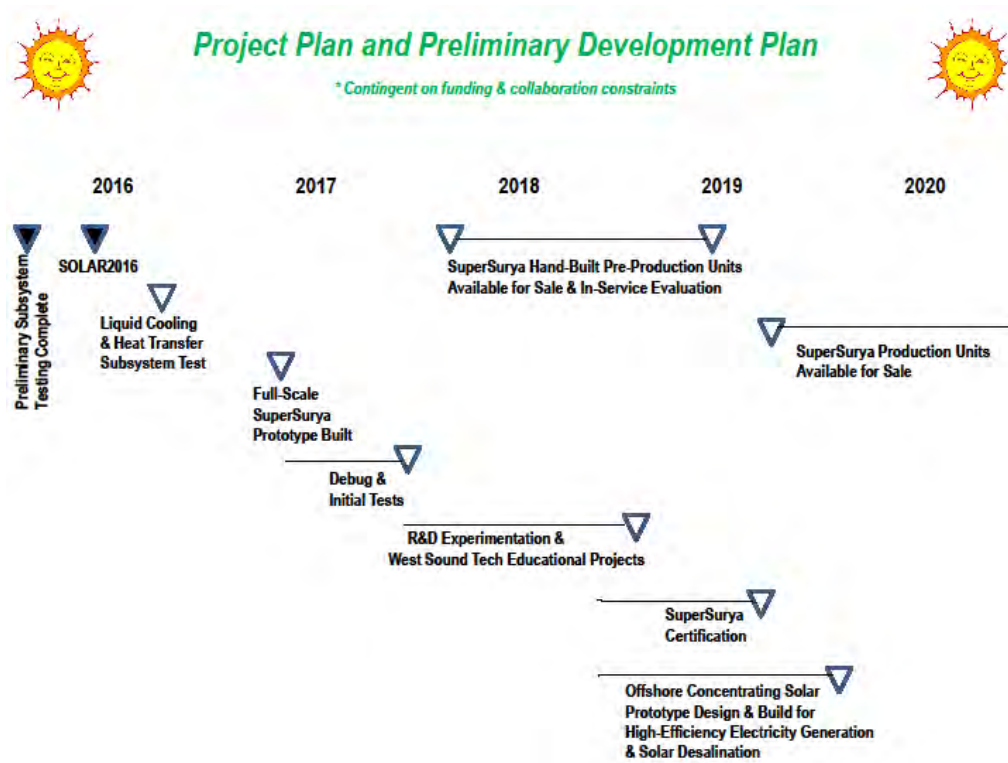 Project Plan and Preliminary Development Plan
* Contingent on funding & collaboration constraints
2016
2017
2018
2019
2020
Preliminary Subsystem
Testing Complete
SOLAR2016
Liquid Cooling
& Heat Transfer
Subsystem Test
Full-Scale
SuperSurya
Prototype Built
Debug &
Initial Tests
SuperSurya Hand-Built Pre-Production Units
Available for Sale & In-Service Evaluation
SuperSurya Production Units
Available for Sale
R&D Experimentation &
West Sound Tech Educational Projects
SuperSurya
Certification
Offshore Concentrating Solar
Prototype Design & Build for
High-Efficiency Electricity Generation
& Solar Desalination